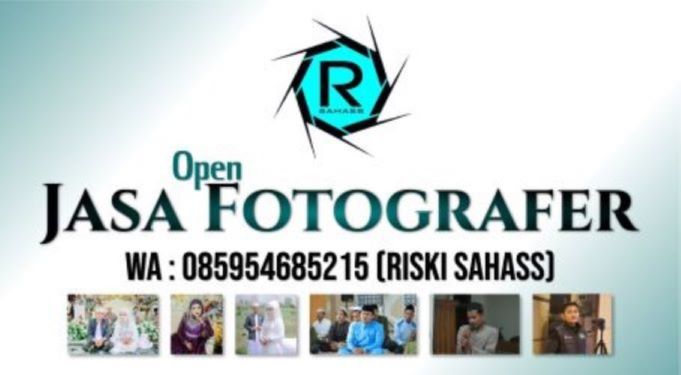 R
SAHASS
Open
JASA FOTOGRAFER
WA : 085954685215 (RISKI SAHASS)